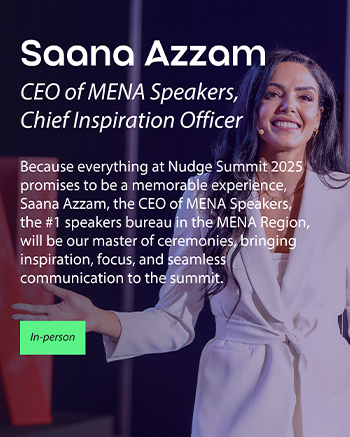 Saana Azzam
CEO of MENA Speakers,
Chief Inspiration Officer
Because everything at Nudge Summit 2025
promises to be a memorable experience,
Saana Azzam, the CEO of MENA Speakers,
the #1 speakers bureau in the MENA Region,
will be our master of ceremonies, bringing
inspiration, focus, and seamless
communication to the summit.
In-person